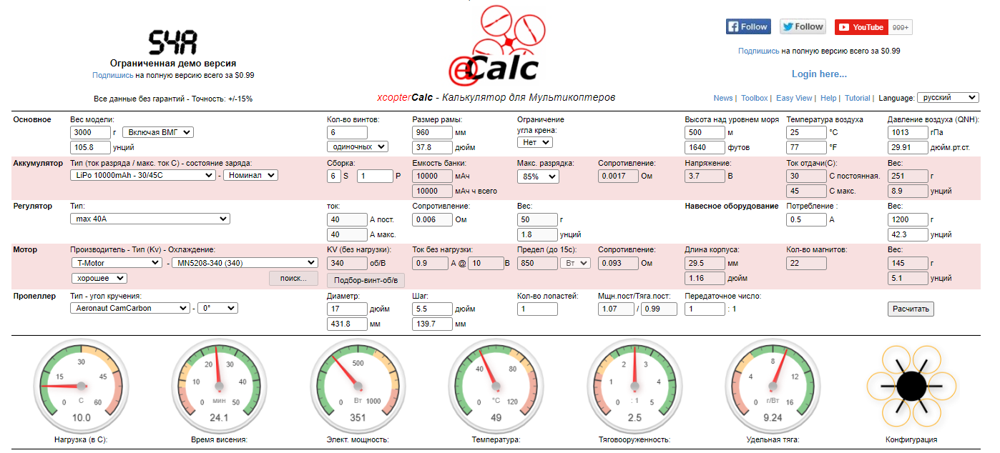 S4A
Ограниченная демо версия
Подпишись на полную версию всего за $0.99
Все данные без гарантий - Точность: +/-15%
eCalc
xcopterCalc - Калькулятор для Мультикоптеров
Follow Follow YouTube 999+
Подпишись на полную версию всего за $0.99
Login here...
News | Toolbox | Easy View | Help | Tutorial | Language: русский
Основное Вес модели: Кол-во винтов: Размер рамы: Ограничение угла крена: Высота над уровнем моря Температура воздуха Давление воздуха (QNH):
3000 г Включая ВМГ 6 960 мм Нет 500 м 25 °C 1013 гПа
105.8 унций одиночных 37.8 дюйм 1640 футов 77 °F 29.91 дюйм.рт.ст.
Аккумулятор Тип (ток разряда / макс. ток C) - состояние заряда: Сборка: Емкость банки: Макс. разрядка: Сопротивление: Напряжение: Ток отдачи(C): Вес:
LiPo 10000mAh - 30/45C - Номинал 6 S 1 P 10000 мАч 85% 0.0017 Ом 3.7 В 30 С постоянная. 251 г
10000 мАч ч всего 45 С макс. 8.9 унций
Регулятор Тип: ток: Сопротивление: Вес: Навесное оборудование Потребление : Вес:
max 40A 40 А пост. 0.006 Ом 50 г 0.5 А 1200 г
40 А макс. 1.8 унций 42.3 унций
Мотор Производитель - Тип (Kv) - Охлаждение: KV (без нагрузки): Ток без нагрузки: Предел (до 15с): Сопротивление: Длина корпуса: Кол-во магнитов: Вес:
T-Motor - MN5208-340 (340) 340 об/В 0.9 А @ 10 В 850 Вт 0.093 Ом 29.5 мм 22 145 г
хорошее поиск... Подбор-винт-об/в 1.16 дюйм 5.1 унций
Пропеллер Тип - угол кручения: Диаметр: Шаг: Кол-во лопастей: Мщн.пост/Тяга.пост: Передаточное число:
Aeronaut CamCarbon - 0° 17 дюйм 5.5 дюйм 1 1.07 / 0.99 1 : 1 Расчитать
431.8 мм 139.7 мм
0 15 30 45 60 C 10.0
0 10 20 30 40 50 мин 24.1
0 500 1000 Вт 351
0 40 80 120 °C 49
0 1 2 3 4 5 : 1 2.5
0 4 8 12 16 г/Вт 9.24
Нагрузка (в C): Время висения: Элект. мощность: Температура: Тяговооруженность: Удельная тяга: Конфигурация